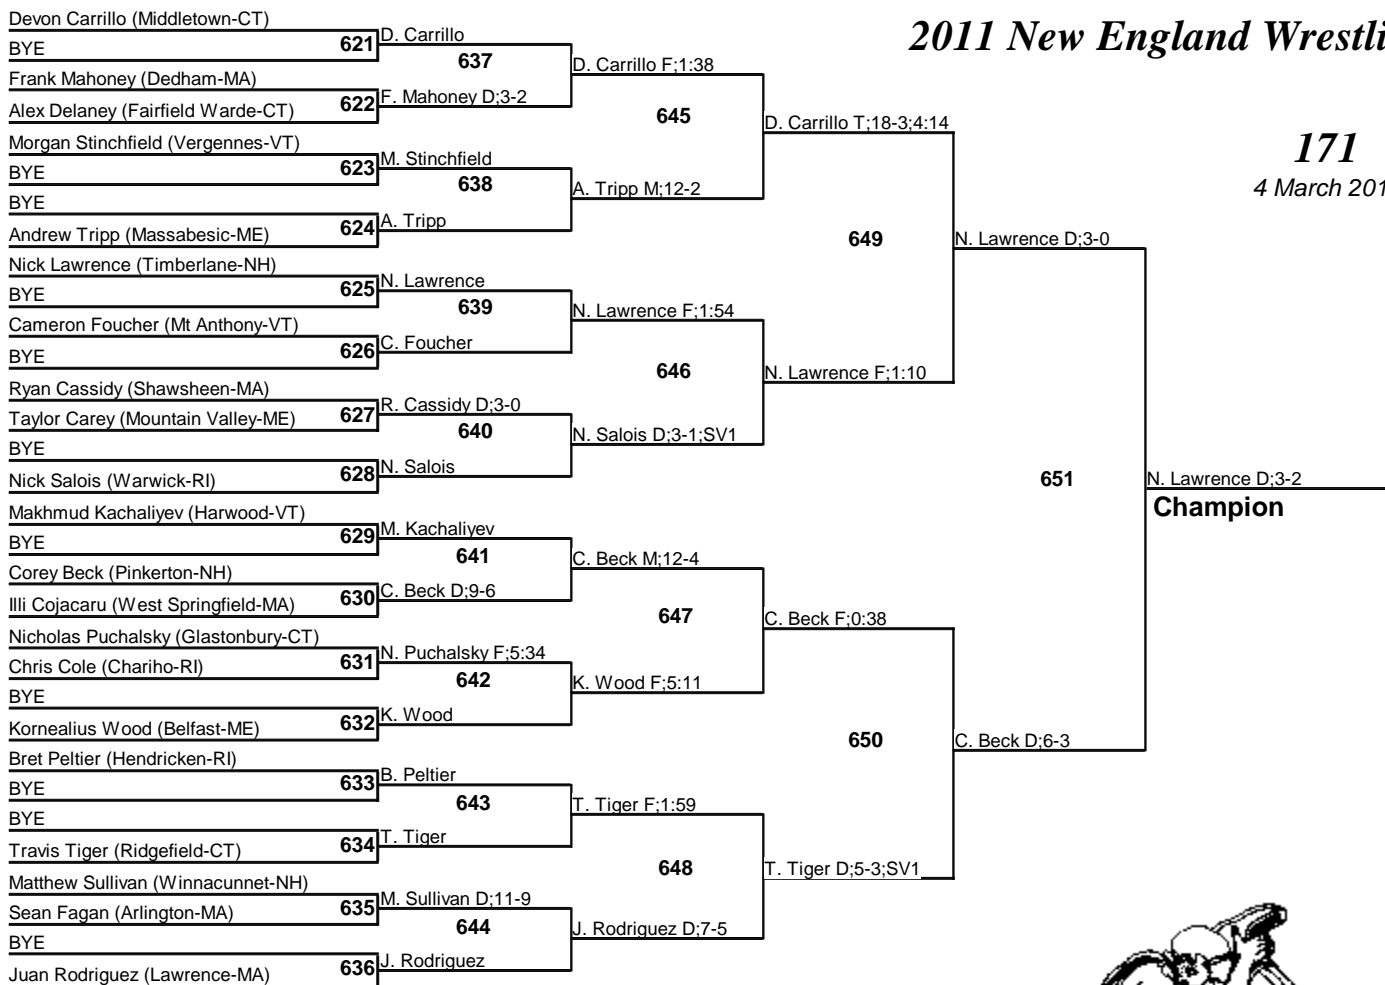 2011 New England Wrestli
171
4 March 201
Devon Carrillo (Middletown-CT)
BYE
621
D. Carrillo
Frank Mahoney (Dedham-MA)
Alex Delaney (Fairfield Warde-CT)
622
F. Mahoney D;3-2
637
D. Carrillo F;1:38
Morgan Stinchfield (Vergennes-VT)
BYE
623
M. Stinchfield
BYE
Andrew Tripp (Massabesic-ME)
624
A. Tripp
638
A. Tripp M;12-2
645
D. Carrillo T;18-3;4:14
Nick Lawrence (Timberlane-NH)
BYE
625
N. Lawrence
Cameron Foucher (Mt Anthony-VT)
BYE
626
C. Foucher
639
N. Lawrence F;1:54
Ryan Cassidy (Shawsheen-MA)
Taylor Carey (Mountain Valley-ME)
627
R. Cassidy D;3-0
BYE
Nick Salois (Warwick-RI)
628
N. Salois
640
N. Salois D;3-1;SV1
646
N. Lawrence F;1:10
649
N. Lawrence D;3-0
Makhmud Kachaliyev (Harwood-VT)
BYE
629
M. Kachaliyev
Corey Beck (Pinkerton-NH)
Illi Cojacaru (West Springfield-MA)
630
C. Beck D;9-6
641
C. Beck M;12-4
Nicholas Puchalsky (Glastonbury-CT)
Chris Cole (Chariho-RI)
631
N. Puchalsky F;5:34
BYE
Kornealius Wood (Belfast-ME)
632
K. Wood
642
K. Wood F;5:11
647
C. Beck F;0:38
Bret Peltier (Hendricken-RI)
BYE
633
B. Peltier
BYE
Travis Tiger (Ridgefield-CT)
634
T. Tiger
643
T. Tiger F;1:59
Matthew Sullivan (Winnacunnet-NH)
Sean Fagan (Arlington-MA)
635
M. Sullivan D;11-9
BYE
Juan Rodriguez (Lawrence-MA)
636
J. Rodriguez
644
J. Rodriguez D;7-5
648
T. Tiger D;5-3;SV1
650
C. Beck D;6-3
651
N. Lawrence D;3-2
Champion